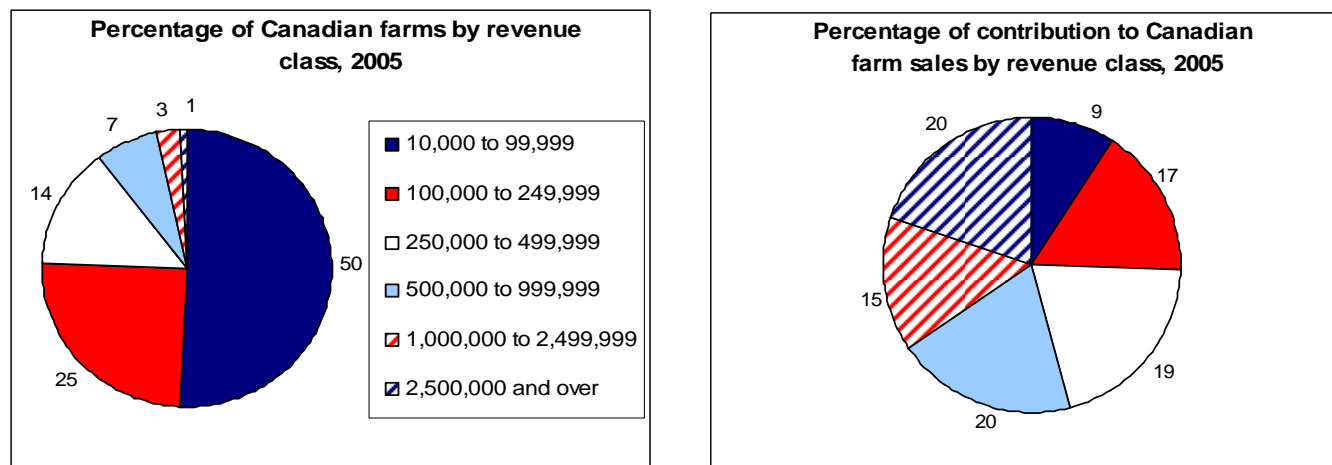 Percentage of Canadian farms by revenue
class, 2005
1
3
7
14
25
50
10,000 to 99,999
100,000 to 249,999
250,000 to 499,999
500,000 to 999,999
1,000,000 to 2,499,999
2,500,000 and over
Percentage of contribution to Canadian
farm sales by revenue class, 2005
9
17
19
20
15
20